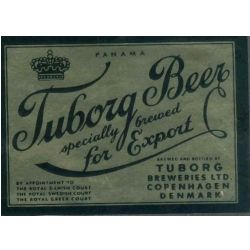 PANAMA
Tuborg Beer
specially brewed
for Export
BREWED AND BOTTLED BY
TUBORG
BREWERIES LTD.
COPENHAGEN
DENMARK
BY APPOINTMENT TO
THE ROYAL DANISH COURT
THE ROYAL SWEDISH COURT
THE ROYAL GREEK COURT